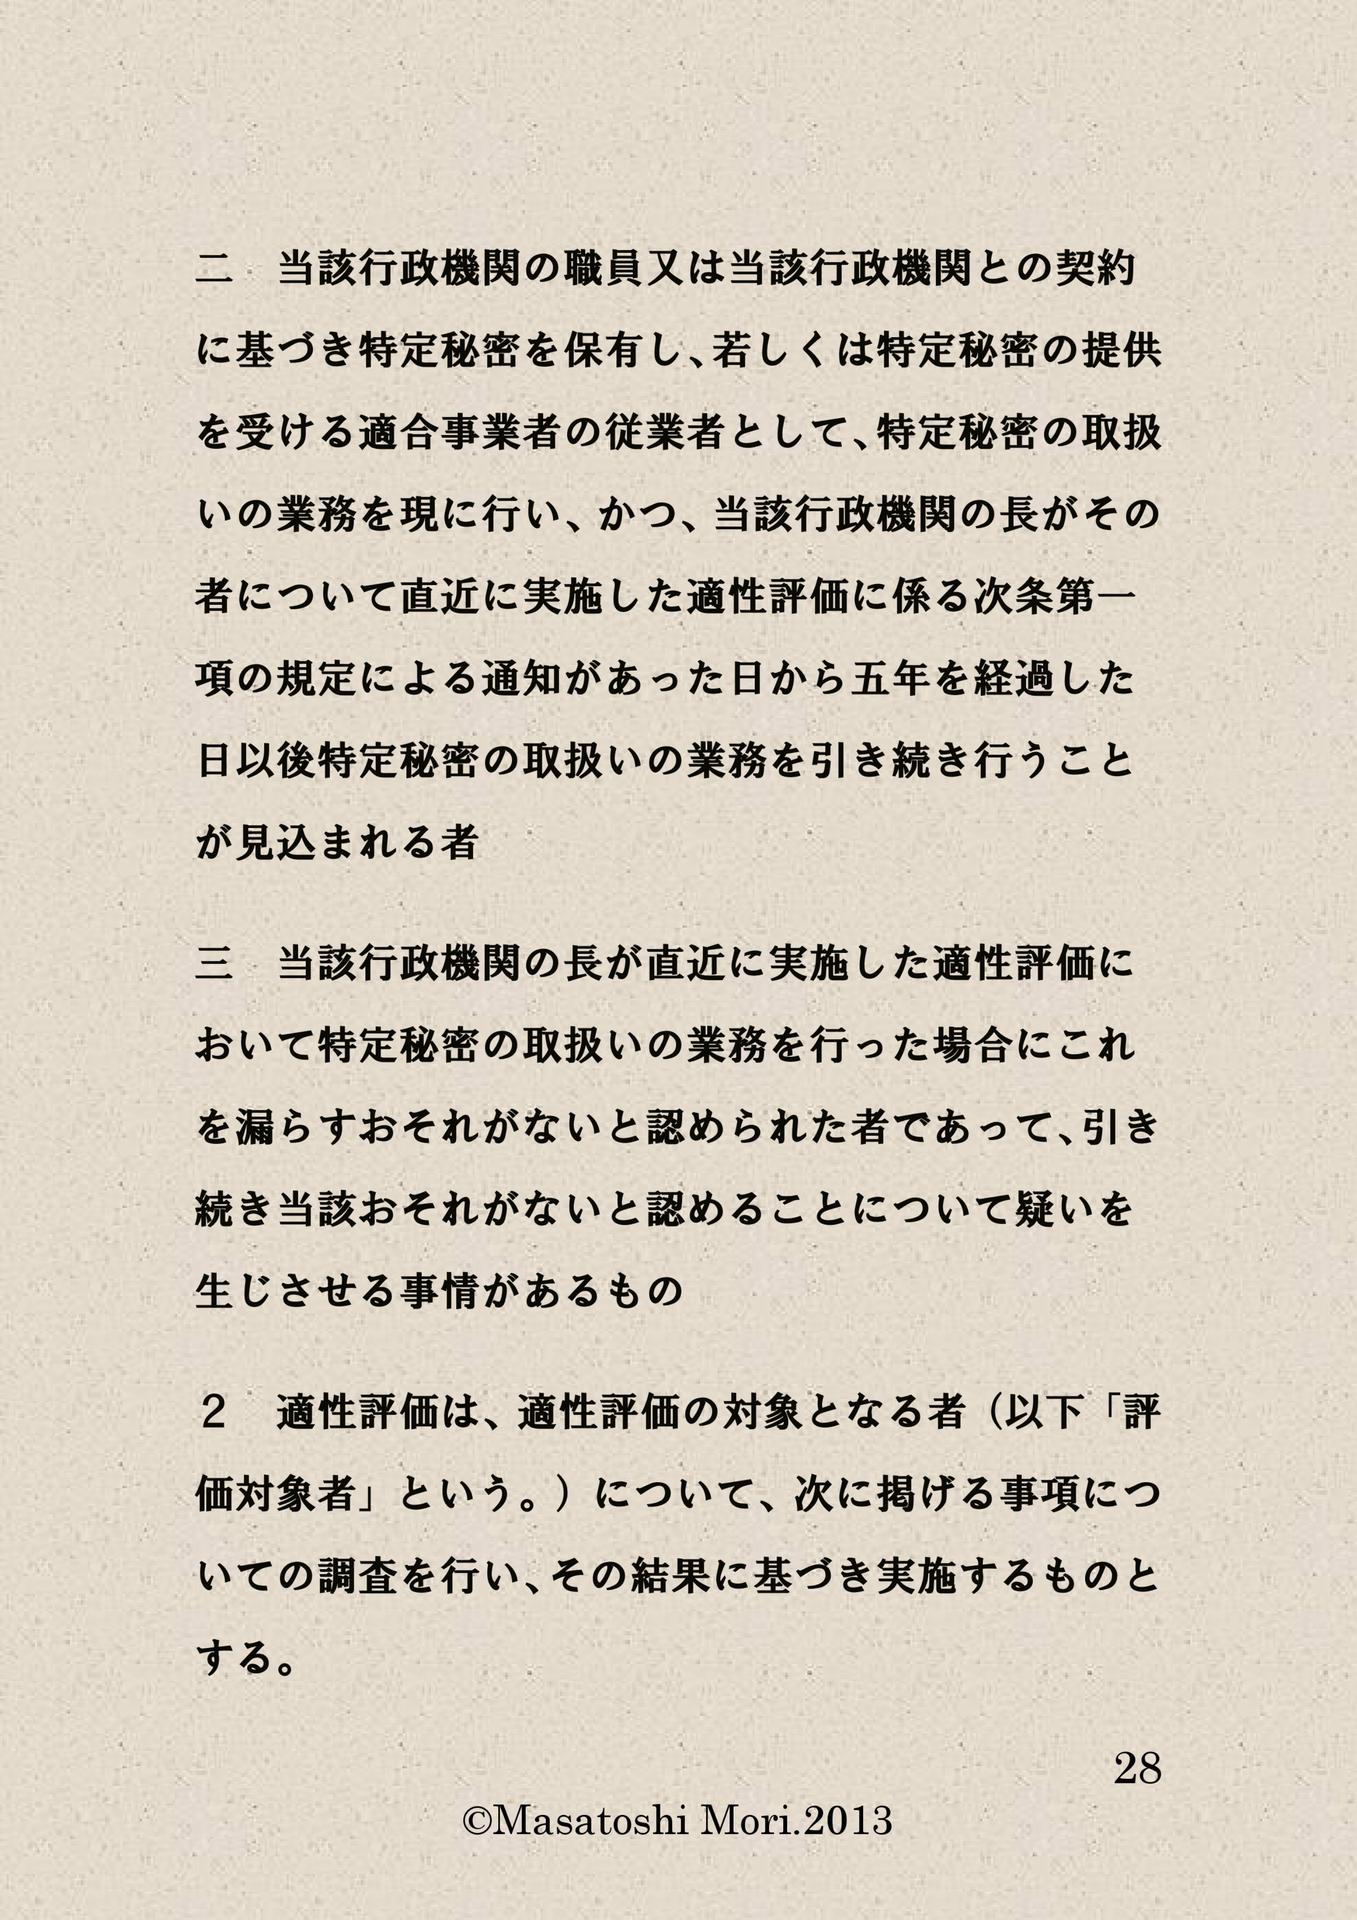 二　当該行政機関の職員又は当該行政機関との契約
に基づき特定秘密を保有し、若しくは特定秘密の提供
を受ける適合事業者の従業者として、特定秘密の取扱
いの業務を現に行い、かつ、当該行政機関の長がその
者について直近に実施した適性評価に係る次条第一
項の規定による通知があった日から五年を経過した
日以後特定秘密の取扱いの業務を引き続き行うこと
が見込まれる者
三　当該行政機関の長が直近に実施した適性評価に
おいて特定秘密の取扱いの業務を行った場合にこれ
を漏らすおそれがないと認められた者であって、引き
続き当該おそれがないと認めることについて疑いを
生じさせる事情があるもの
２　適性評価は、適性評価の対象となる者（以下「評
価対象者」という。）について、次に掲げる事項につ
いての調査を行い、その結果に基づき実施するものと
する。
28
©Masatoshi Mori.2013